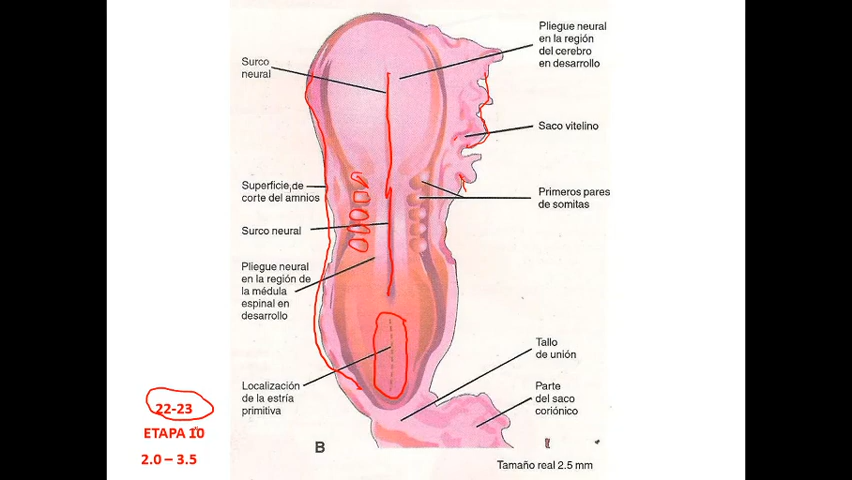 Pliegue neural
en la región
del cerebro
en desarrollo
Surco
neural
Saco vitelino
Superficie de
corte del amnios
Primeros pares
de somitas
Surco neural
Pliegue neural
en la región de
la médula
espinal en
desarrollo
Tallo
de unión
Localización
de la estría
primitiva
Parte
del saco
coriónico
22-23
ETAPA 10
2.0 – 3.5
B
Tamaño real 2.5 mm